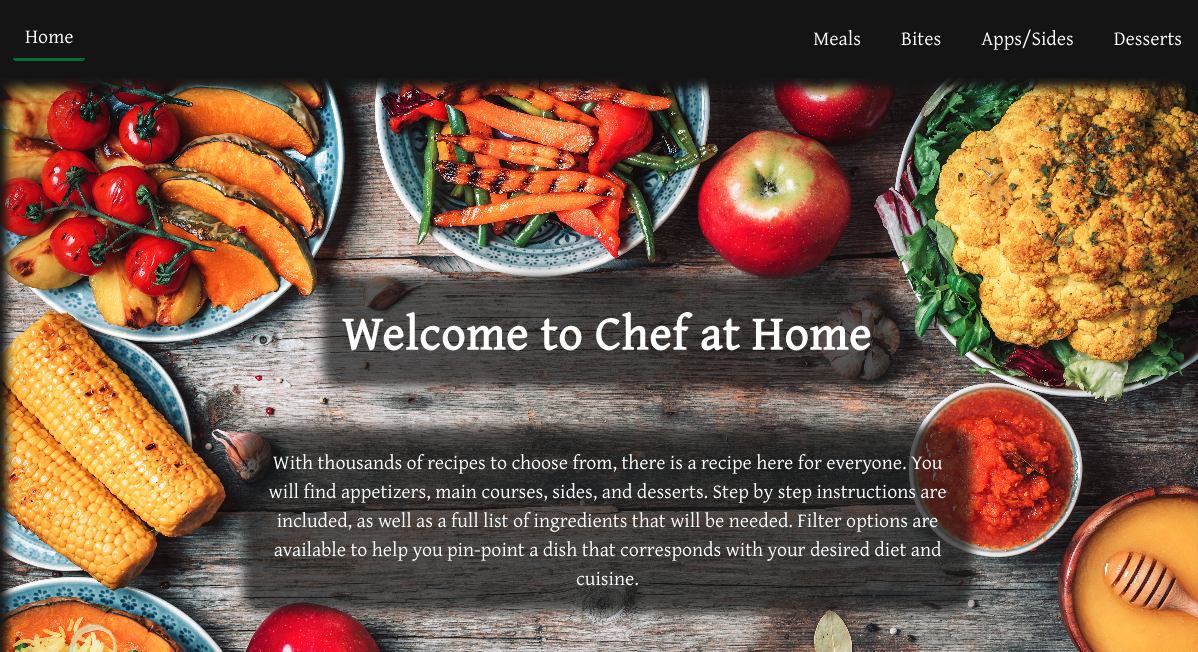 Home
Meals
Bites
Apps/Sides
Desserts
Welcome to Chef at Home
With thousands of recipes to choose from, there is a recipe here for everyone. You
will find appetizers, main courses, sides, and desserts. Step by step instructions are
included, as well as a full list of ingredients that will be needed. Filter options are
available to help you pin-point a dish that corresponds with your desired diet and
cuisine.